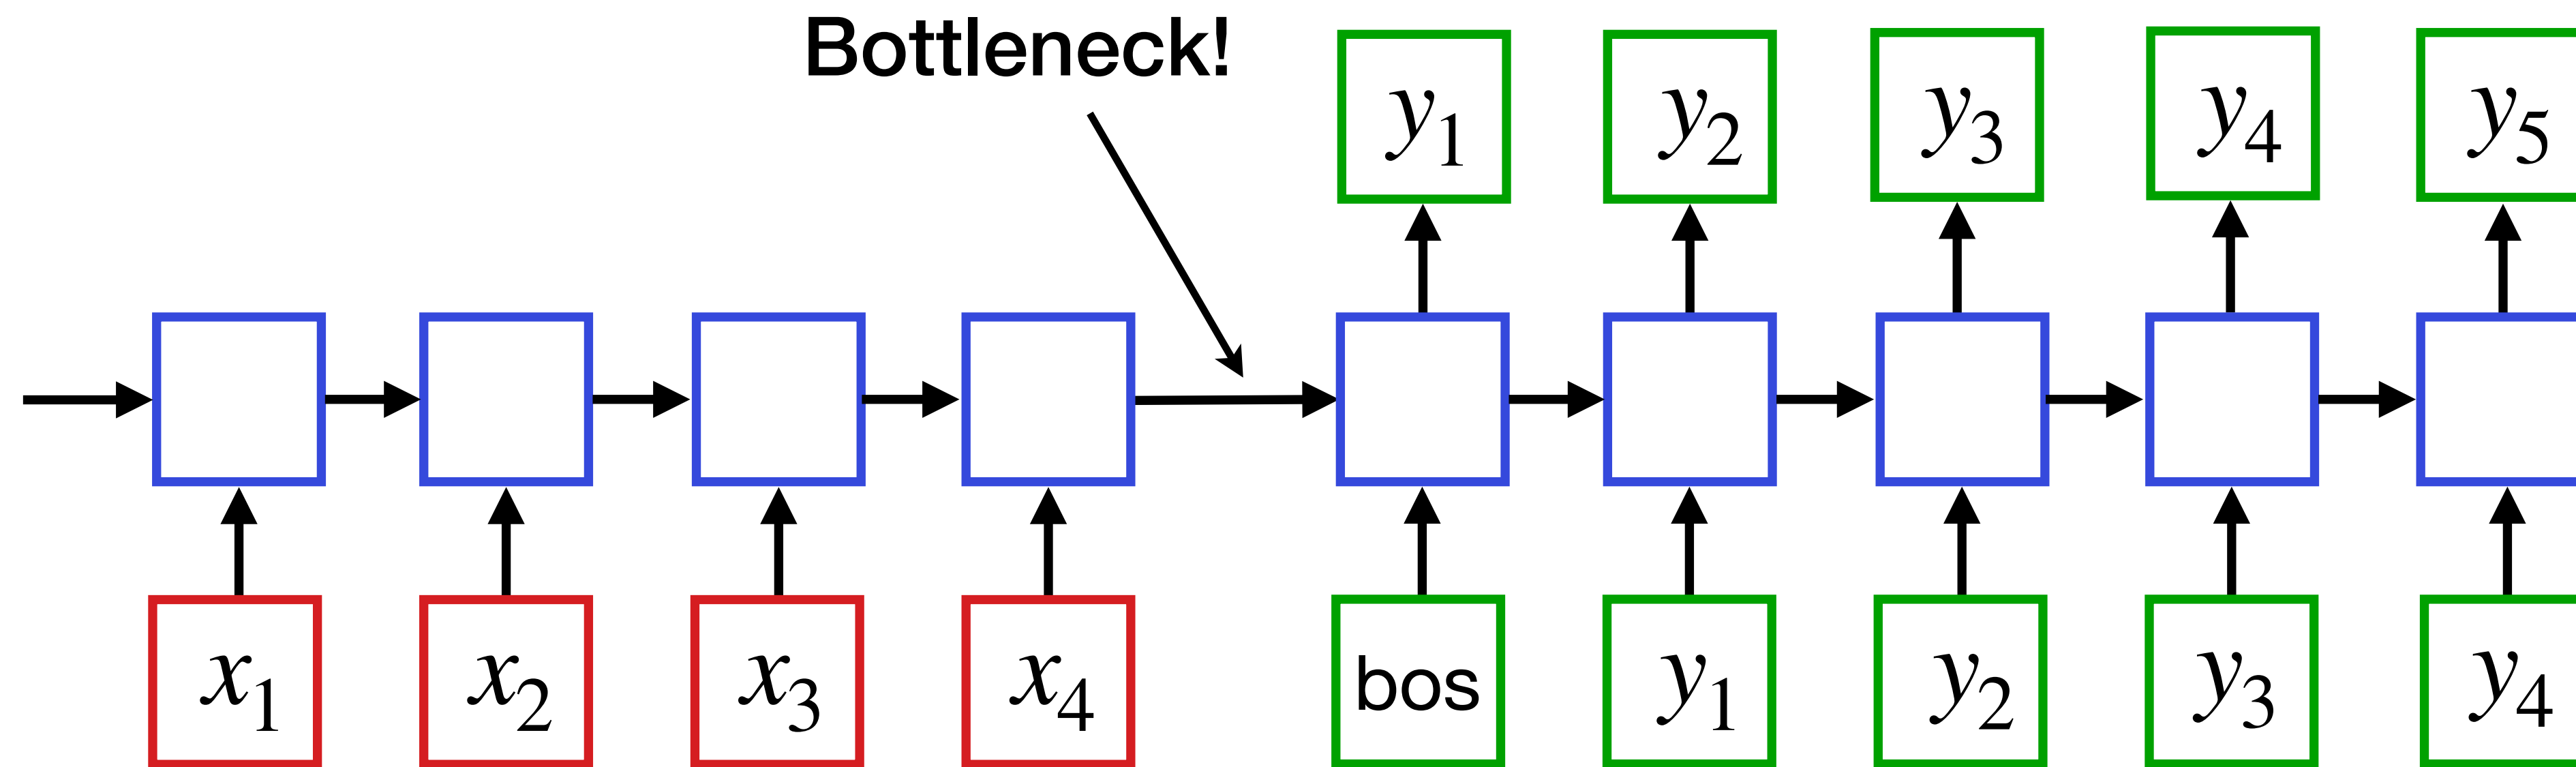 Bottleneck!
y₁ y₂ y₃ y₄ y₅
x₁ x₂ x₃ x₄ bos y₁ y₂ y₃ y₄